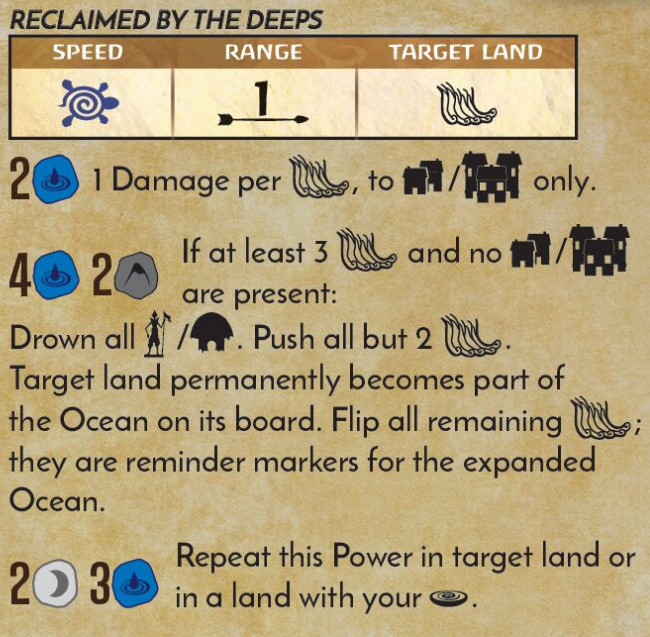 RECLAIMED BY THE DEEPS
SPEED RANGE TARGET LAND
1
2 1 Damage per , to / only.
4 2 If at least 3 and no /
are present:
Drown all / . Push all but 2 .
Target land permanently becomes part of
the Ocean on its board. Flip all remaining ;
they are reminder markers for the expanded
Ocean.
2 3 Repeat this Power in target land or
in a land with your .